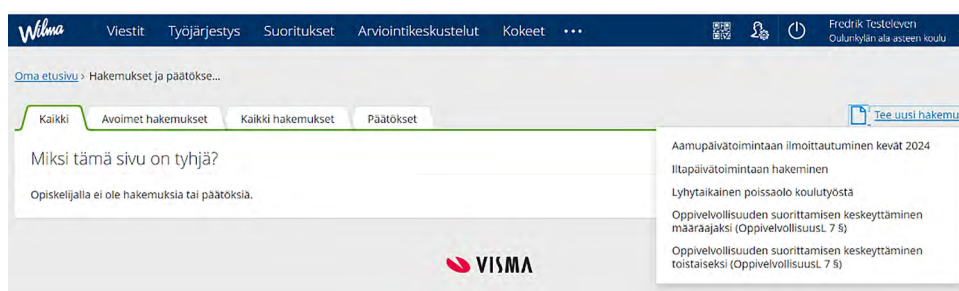 Wilma Viestit Työjärjestys Suoritukset Arviointikeskustelut Kokeet ••• Fredrik Testeleven
Oulunkylän ala-asteen koulu
Oma etusivu › Hakemukset ja päätökse...
Kaikki Avoimet hakemukset Kaikki hakemukset Päätökset Tee uusi hakemu
Miksi tämä sivu on tyhjä?
Opiskelijalla ei ole hakemuksia tai päätöksiä.
Aamupäivätoimintaan ilmoittautuminen kevät 2024
Iltapäivätoimintaan hakeminen
Lyhytaikainen poissaolo koulutyöstä
Oppivelvollisuuden suorittamisen keskeyttäminen
määräajaksi (OppivelvollisuusL 7 §)
Oppivelvollisuuden suorittamisen keskeyttäminen
toistaiseksi (OppivelvollisuusL 7 §)
VISMA